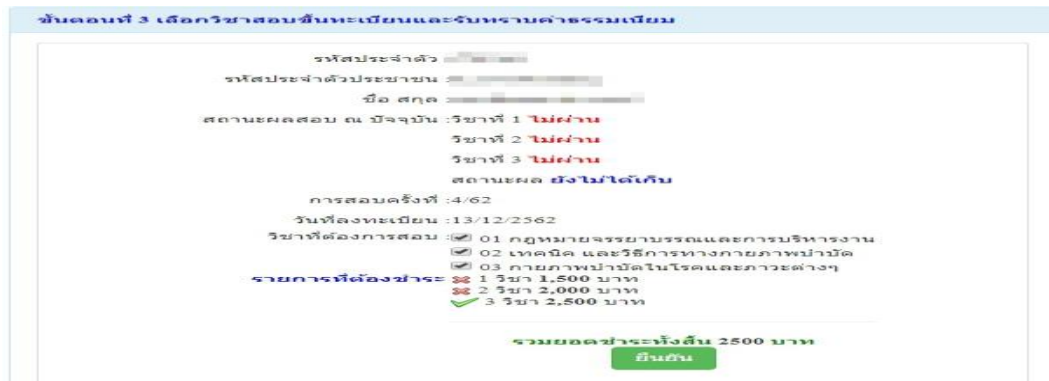 ขั้นตอนที่ 3 เลือกวิชาสอบขึ้นทะเบียนและรับทราบค่าธรรมเนียม
รหัสประจำตัว
รหัสประจำตัวประชาชน :
ชื่อ สกุล :
สถานะผลสอบ ณ ปัจจุบัน :วิชาที่ 1 ไม่ผ่าน
วิชาที่ 2 ไม่ผ่าน
วิชาที่ 3 ไม่ผ่าน
สถานะผล ยังไม่ได้เก็บ
การสอบครั้งที่ :4/62
วันที่ลงทะเบียน :13/12/2562
วิชาที่ต้องการสอบ : 01 กฎหมายจรรยาบรรณและการบริหารงาน
02 เทคนิค และวิธีการทางกายภาพบำบัด
03 กายภาพบำบัดในโรคและภาวะต่างๆ
รายการที่ต้องชำระ 1 วิชา 1,500 บาท
2 วิชา 2,000 บาท
3 วิชา 2,500 บาท
รวมยอดชำระทั้งสิ้น 2500 บาท
ยืนยัน